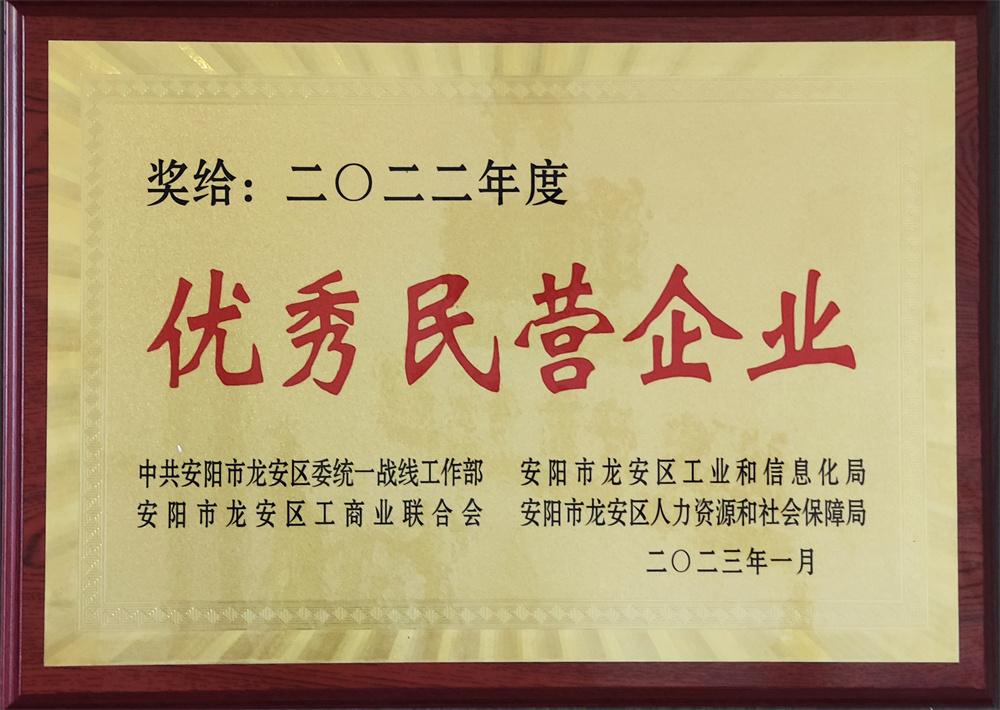 奖给：二〇二二年度
优秀民营企业
中共安阳市龙安区委统一战线工作部
安阳市龙安区工商业联合会
安阳市龙安区工业和信息化局
安阳市龙安区人力资源和社会保障局
二〇二三年一月